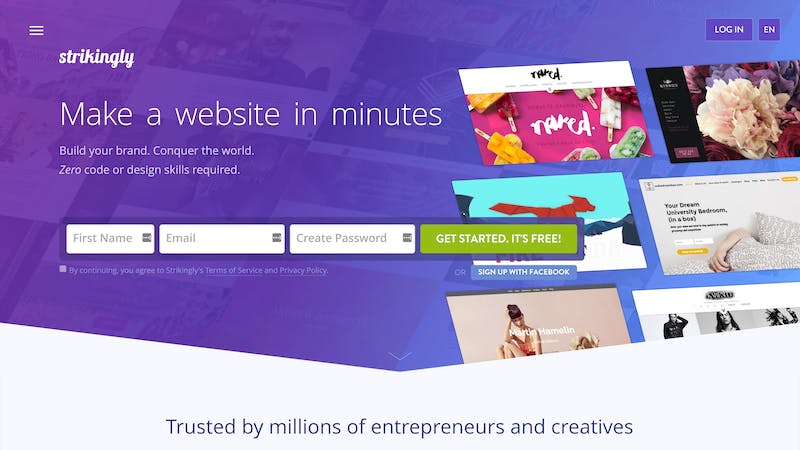 LOG IN
EN
strikingly
Make a website in minutes
Build your brand. Conquer the world.
Zero code or design skills required.
First Name
Email
Create Password
GET STARTED. IT'S FREE!
By continuing, you agree to Strikingly's Terms of Service and Privacy Policy.
OR
SIGN UP WITH FACEBOOK
naked.
naked.
Your Dream
University Bedroom,
(in a box)
Martin Hamelin
Trusted by millions of entrepreneurs and creatives